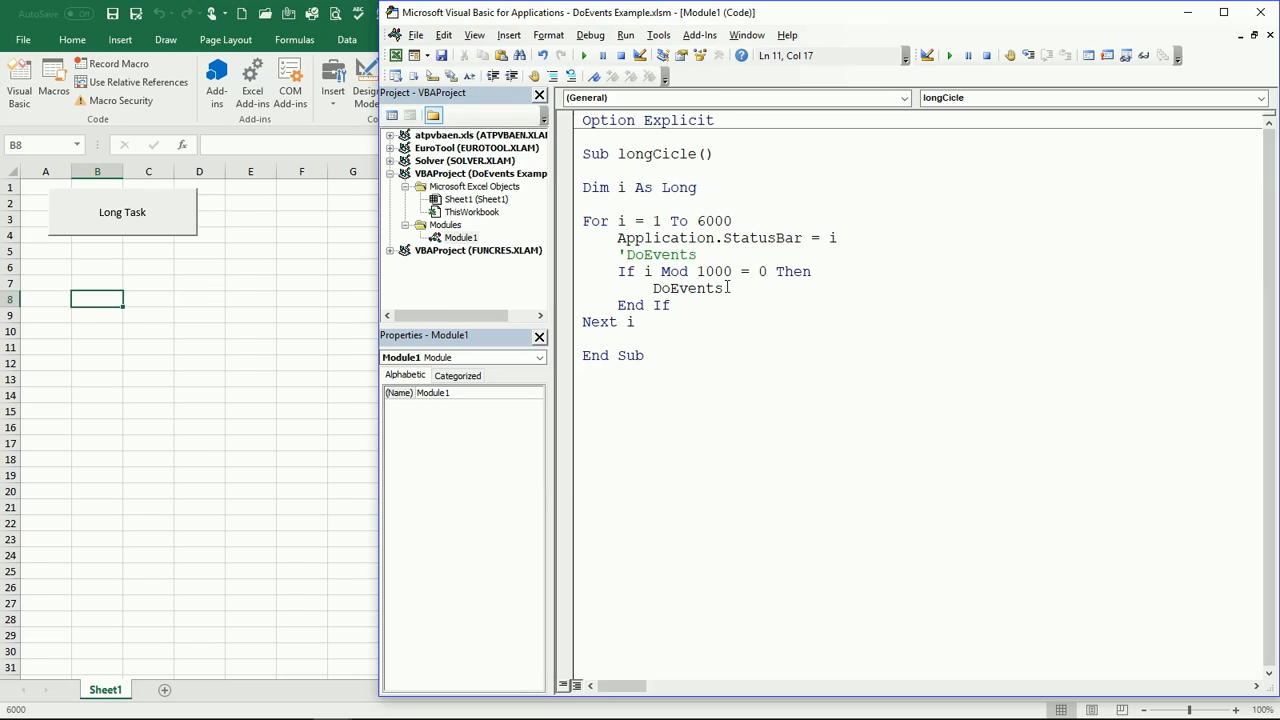 AutoSave Off
File Home Insert Draw Page Layout Formulas Data
Visual Basic
Macros
Record Macro
Use Relative References
Macro Security
Code
Add-ins
Excel Add-ins
COM Add-ins
Add-ins
Insert
Design Mode
B8
A B C D E F G
1
2
3
4
5
6
7
8
9
10
11
12
13
14
15
16
17
18
19
20
21
22
23
24
25
26
27
28
29
30
31
Long Task
Sheet1
6000
Microsoft Visual Basic for Applications - DoEvents Example.xlsm - [Module1 (Code)]
File Edit View Insert Format Debug Run Tools Add-Ins Window Help
Ln 11, Col 17
Project - VBAProject
atpvbaen.xls (ATPVBAEN.XLAM)
EuroTool (EUROTOOL.XLAM)
Solver (SOLVER.XLAM)
VBAProject (DoEvents Examp
Microsoft Excel Objects
Sheet1 (Sheet1)
ThisWorkbook
Modules
Module1
VBAProject (FUNCRES.XLAM)
Properties - Module1
Module1 Module
Alphabetic Categorized
(Name) Module1
(General) longCicle
Option Explicit
Sub longCicle()
Dim i As Long
For i = 1 To 6000
Application.StatusBar = i
'DoEvents
If i Mod 1000 = 0 Then
DoEvents
End If
Next i
End Sub
100%